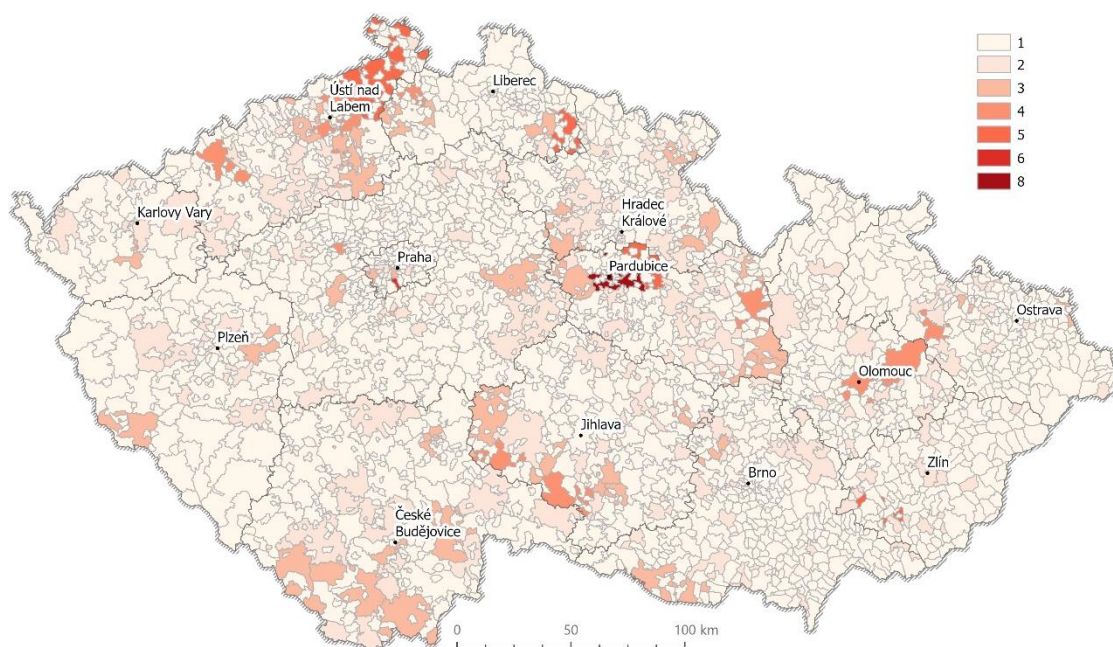 1
2
3
4
5
6
8
Liberec
Ústí nad
Labem
Karlovy Vary
Praha
Hradec
Králové
Pardubice
Plzeň
Ostrava
Olomouc
Jihlava
Brno
Zlín
České
Budějovice
0 50 100 km